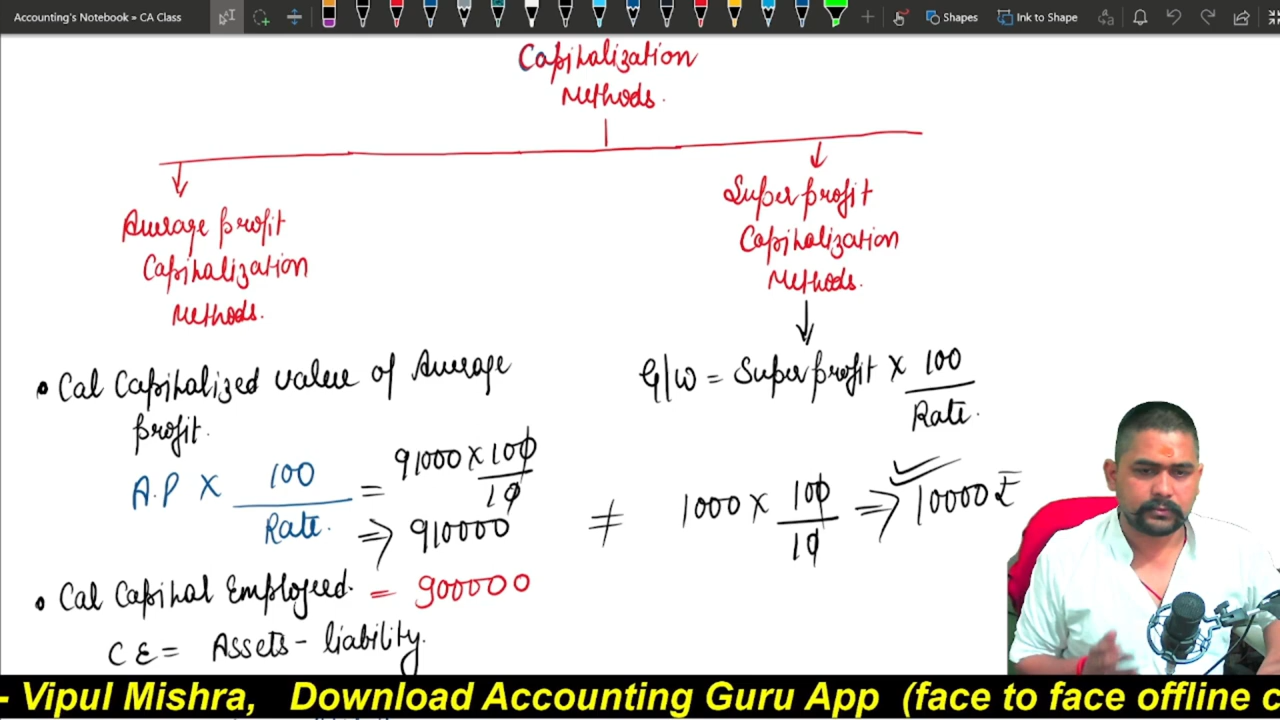 Accounting's Notebook » CA Class
Shapes
Ink to Shape
Capitalization
Methods.
Average profit
Capitalization
Methods.
Super profit
Capitalization
Methods.
• Cal Capitalized value of Average
profit.
A.P × 100/Rate. = 91000 × 100/10
⇒ 910000
• Cal Capital Employeed. = 900000
CE = Assets - liability.
G/W = Super profit × 100/Rate.
≠ 1000 × 100/10 ⇒ 10000 ₹
- Vipul Mishra, Download Accounting Guru App (face to face offline c